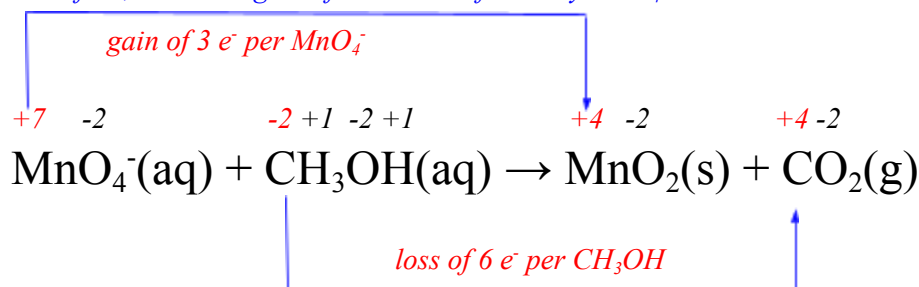 gain of 3 e⁻ per MnO₄⁻
+7 -2 -2 +1 -2 +1 +4 -2 +4 -2
MnO₄⁻(aq) + CH₃OH(aq) → MnO₂(s) + CO₂(g)
loss of 6 e⁻ per CH₃OH